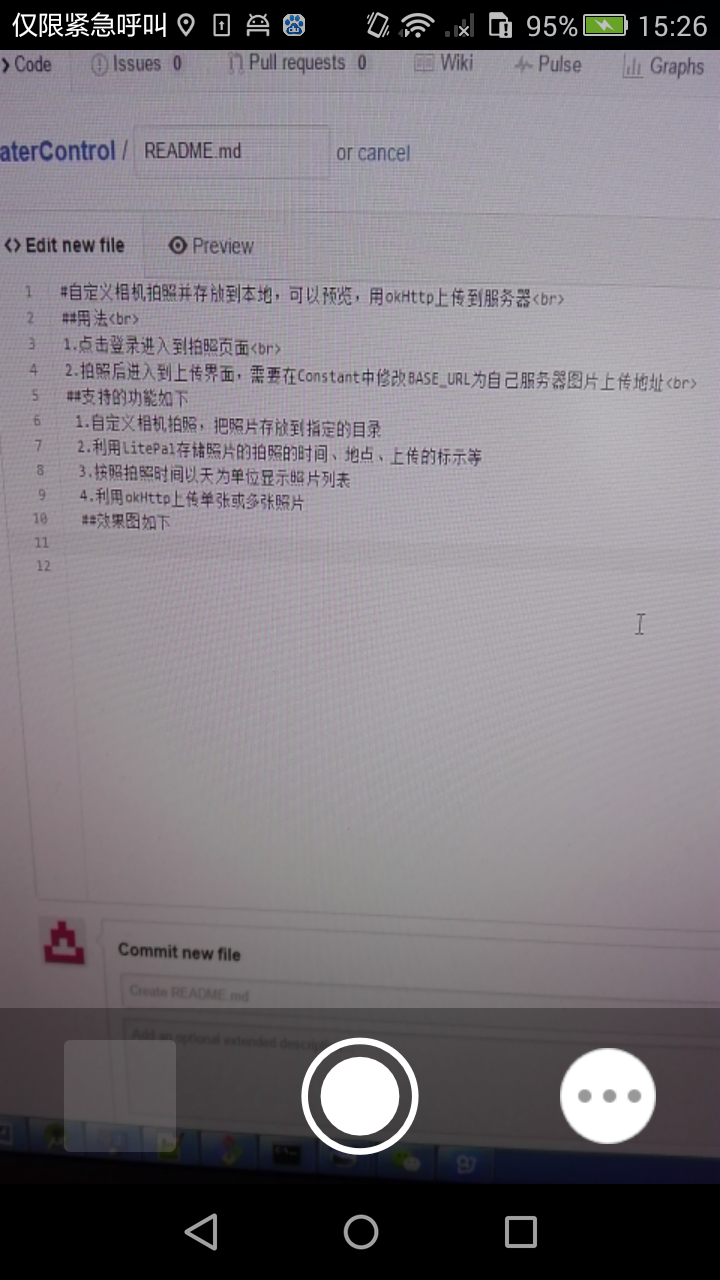 仅限紧急呼叫 95% 15:26
Code Issues 0 Pull requests 0 Wiki Pulse Graphs
aterControl / README.md or cancel
<> Edit new file Preview
1 #自定义相机拍照并存放到本地，可以预览，用okHttp上传到服务器<br>
2 ##用法<br>
3 1.点击登录进入到拍照页面<br>
4 2.拍照后进入到上传界面，需要在Constant中修改BASE_URL为自己服务器图片上传地址<br>
5 ##支持的功能如下
6 1.自定义相机拍照，把照片存放到指定的目录
7 2.利用LitePal存储照片的拍照的时间、地点、上传的标示等
8 3.按照拍照时间以天为单位显示照片列表
9 4.利用okHttp上传单张或多张照片
10 ##效果图如下
11
12
Commit new file
Create README.md
Add an optional extended descripti